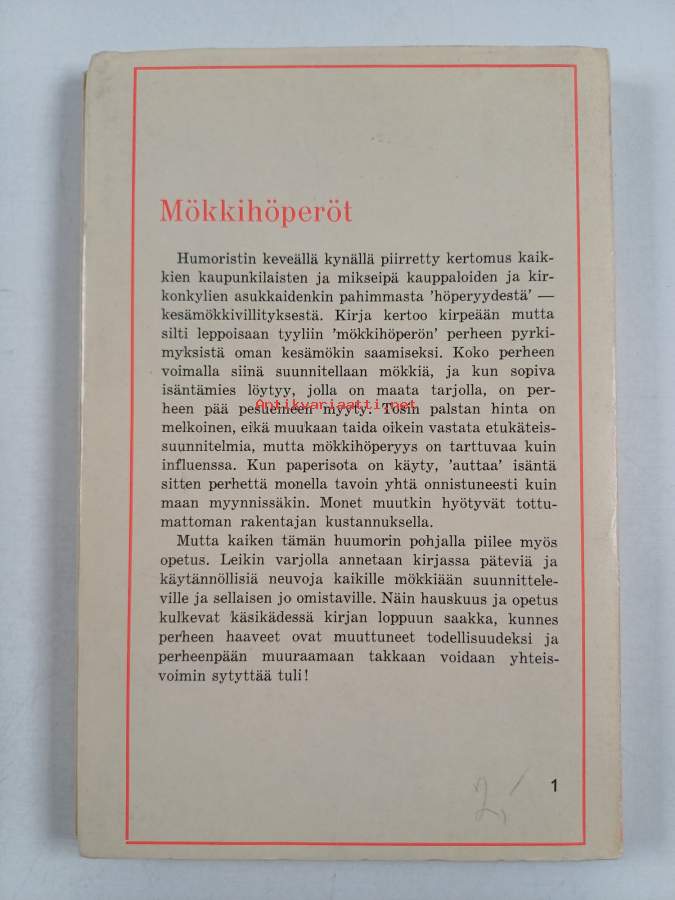 Mökkihöperöt
Humoristin keveällä kynällä piirretty kertomus kaik-
kien kaupunkilaisten ja mikseipä kauppaloiden ja kir-
konkylien asukkaidenkin pahimmasta 'höperyydestä' —
kesämökkivillityksestä. Kirja kertoo kirpeään mutta
silti leppoisaan tyyliin 'mökkihöperön' perheen pyrki-
myksistä oman kesämökin saamiseksi. Koko perheen
voimalla siinä suunnitellaan mökkiä, ja kun sopiva
isäntämies löytyy, jolla on maata tarjolla, on per-
heen pää pesuineen myyty. Tosin palstan hinta on
Antikvariaatti.net
melkoinen, eikä muukaan taida oikein vastata etukäteis-
suunnitelmia, mutta mökkihöperyys on tarttuvaa kuin
influenssa. Kun paperisota on käyty, 'auttaa' isäntä
sitten perhettä monella tavoin yhtä onnistuneesti kuin
maan myynnissäkin. Monet muutkin hyötyvät tottu-
mattoman rakentajan kustannuksella.
Mutta kaiken tämän huumorin pohjalla piilee myös
opetus. Leikin varjolla annetaan kirjassa päteviä ja
käytännöllisiä neuvoja kaikille mökkiään suunnittele-
ville ja sellaisen jo omistaville. Näin hauskuus ja opetus
kulkevat käsikädessä kirjan loppuun saakka, kunnes
perheen haaveet ovat muuttuneet todellisuudeksi ja
perheenpään muuraamaan takkaan voidaan yhteis-
voimin sytyttää tuli!
2,
1